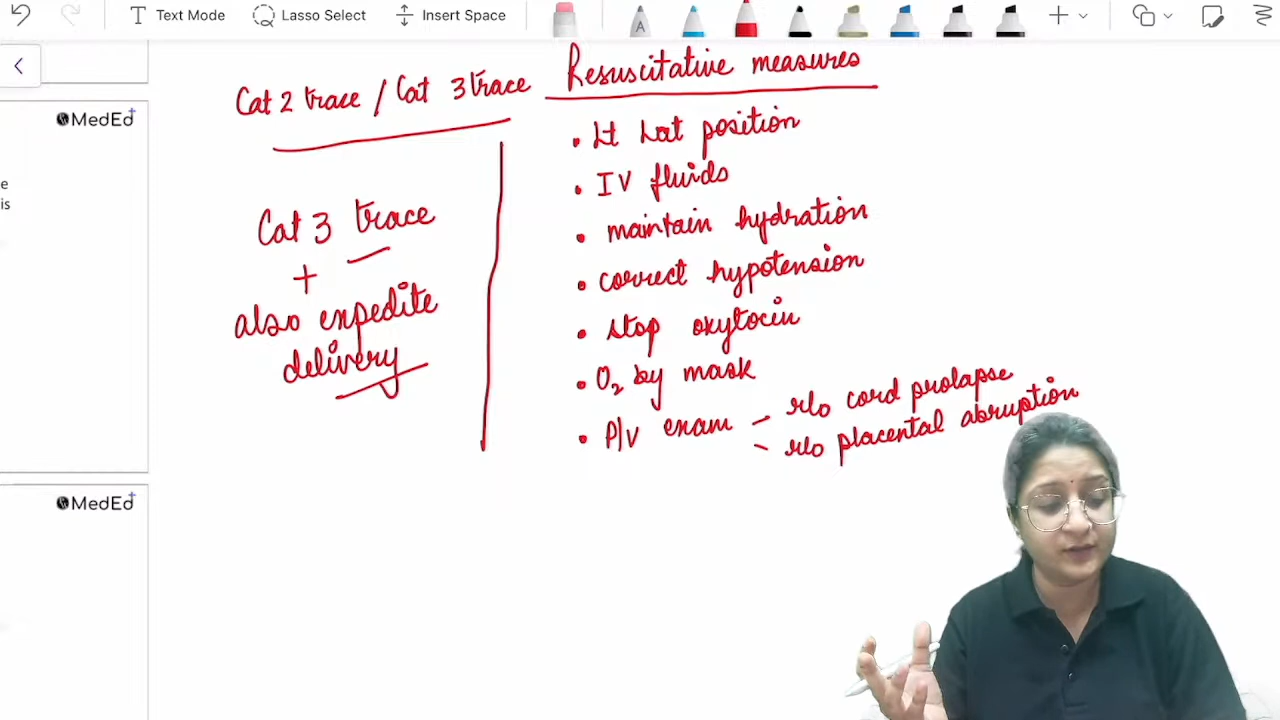 Text Mode
Lasso Select
Insert Space
A
MedEd
e
is
MedEd
Cat 2 trace / Cat 3 trace
Cat 3 trace
+
also expedite
delivery
Resuscitative measures
• Lt Lat position
• IV fluids
• maintain hydration
• correct hypotension
• stop oxytocin
• O₂ by mask
• P/V exam – r/o cord prolapse
– r/o placental abruption